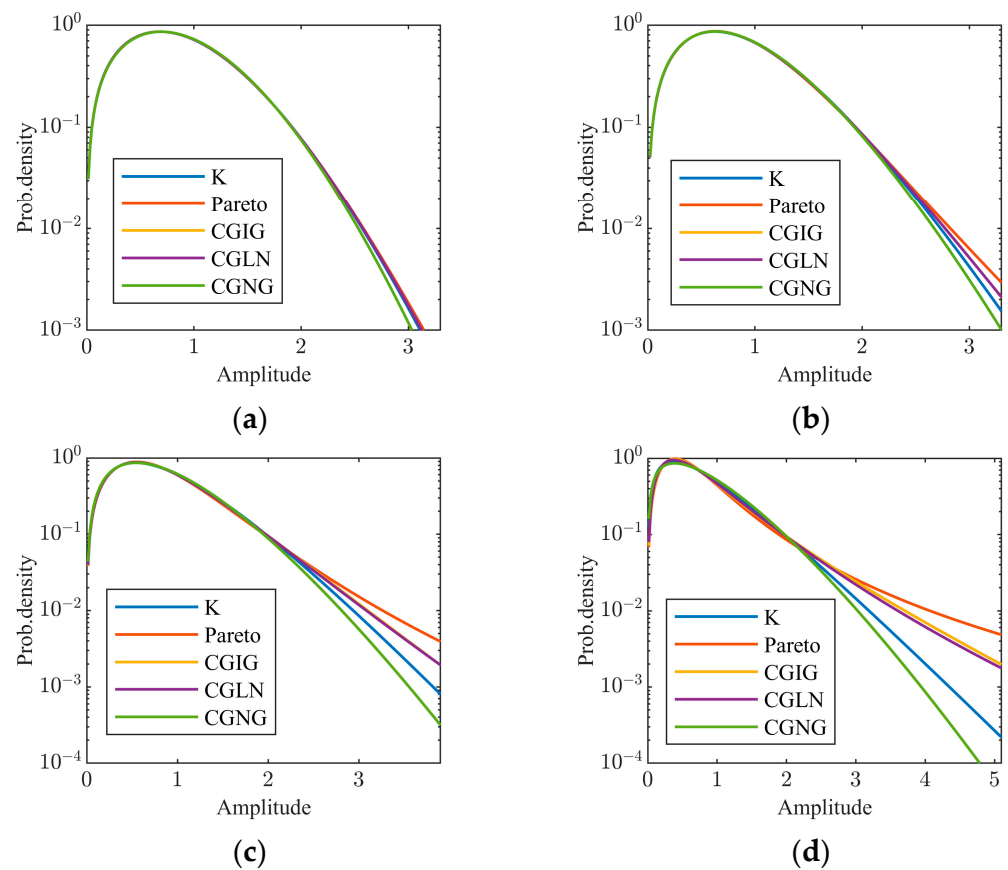 10^0
10^-1
10^-2
10^-3
Prob.density
K
Pareto
CGIG
CGLN
CGNG
0 1 2 3
Amplitude
(a)
10^0
10^-1
10^-2
10^-3
Prob.density
K
Pareto
CGIG
CGLN
CGNG
0 1 2 3
Amplitude
(b)
10^0
10^-1
10^-2
10^-3
10^-4
Prob.density
K
Pareto
CGIG
CGLN
CGNG
0 1 2 3
Amplitude
(c)
10^0
10^-1
10^-2
10^-3
10^-4
Prob.density
K
Pareto
CGIG
CGLN
CGNG
0 1 2 3 4 5
Amplitude
(d)